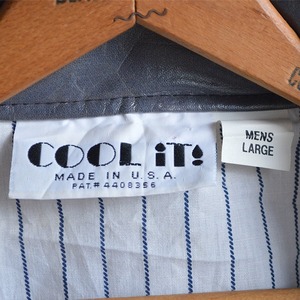 COOL iT!
MADE IN U.S.A.
PAT.# 4408356
MENS
LARGE